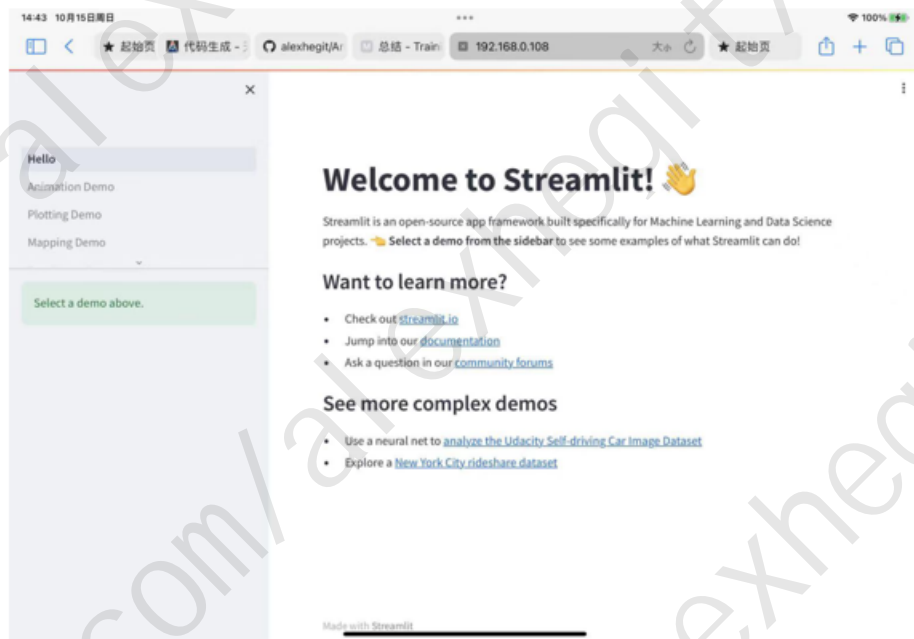 14:43 10月15日周日
100%
起始页
代码生成 -
alexhegit/Ar
总结 - Train
192.168.0.108
大小
起始页
Hello
Animation Demo
Plotting Demo
Mapping Demo
Select a demo above.
Welcome to Streamlit! 👋
Streamlit is an open-source app framework built specifically for Machine Learning and Data Science
projects. 👈 Select a demo from the sidebar to see some examples of what Streamlit can do!
Want to learn more?
• Check out streamlit.io
• Jump into our documentation
• Ask a question in our community forums
See more complex demos
• Use a neural net to analyze the Udacity Self-driving Car Image Dataset
• Explore a New York City rideshare dataset
Made with Streamlit